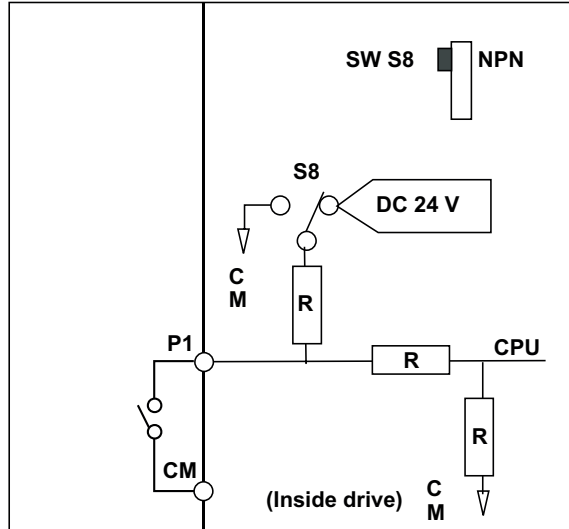 SW S8
NPN
S8
DC 24 V
C
M
R
P1
R
CPU
R
CM
(Inside drive)
C
M